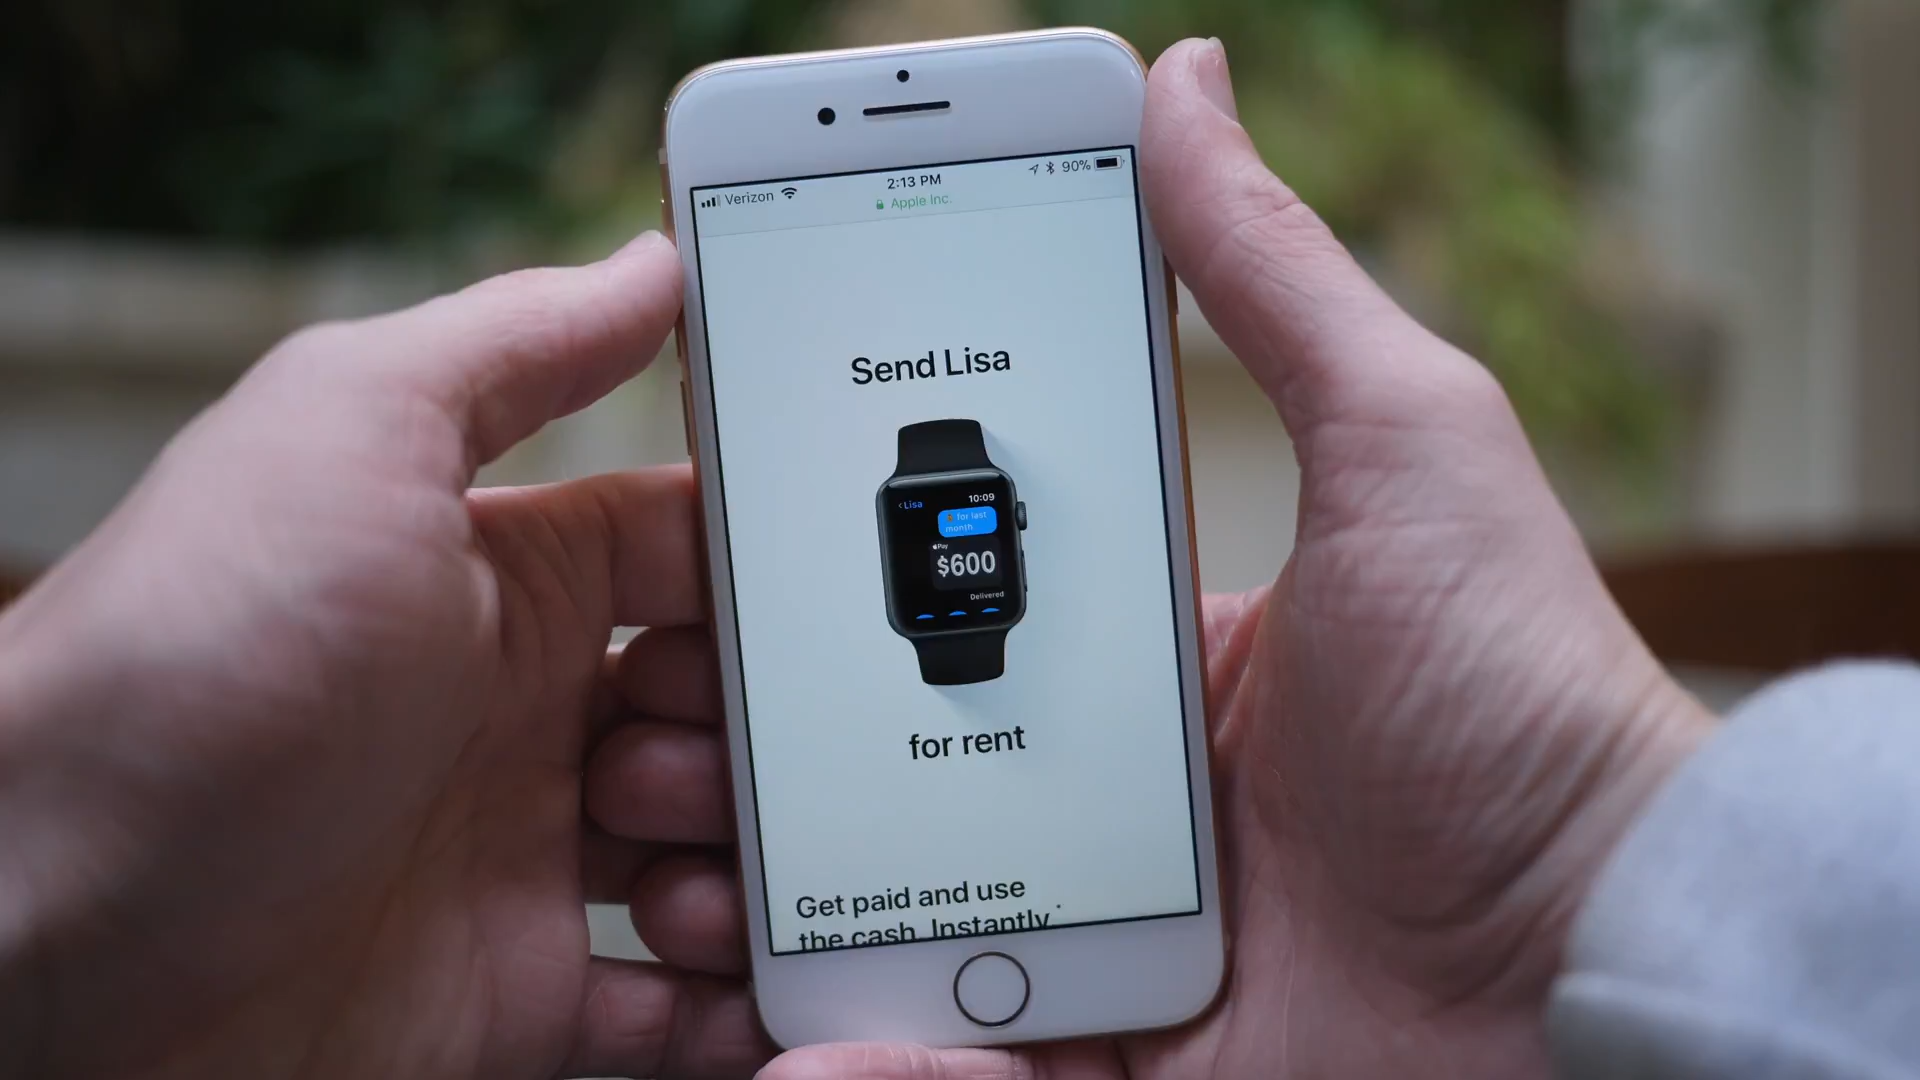 Verizon
2:13 PM
90%
Apple Inc.
Send Lisa
<Lisa
10:09
for last
month
Pay
$600
Delivered
for rent
Get paid and use
the cash. Instantly.